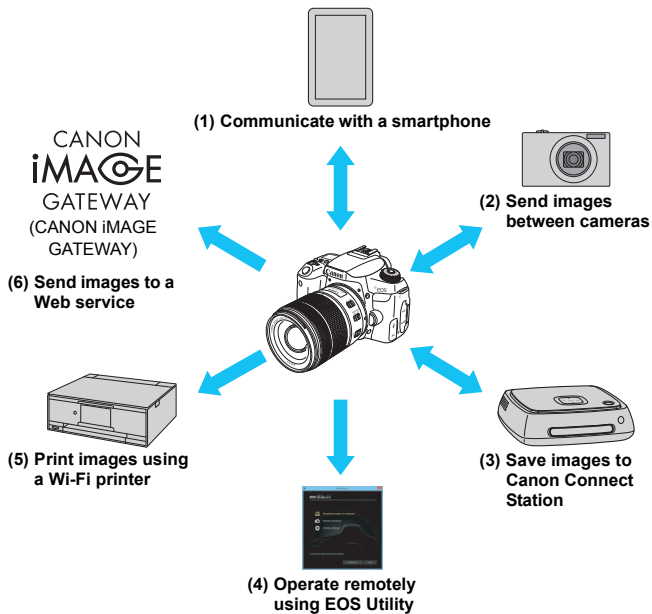 (1) Communicate with a smartphone
CANON
iMAGE
GATEWAY
(CANON iMAGE
GATEWAY)
(2) Send images
between cameras
(6) Send images to a
Web service
Canon
EOS
(5) Print images using
a Wi-Fi printer
(3) Save images to
Canon Connect
Station
(4) Operate remotely
using EOS Utility